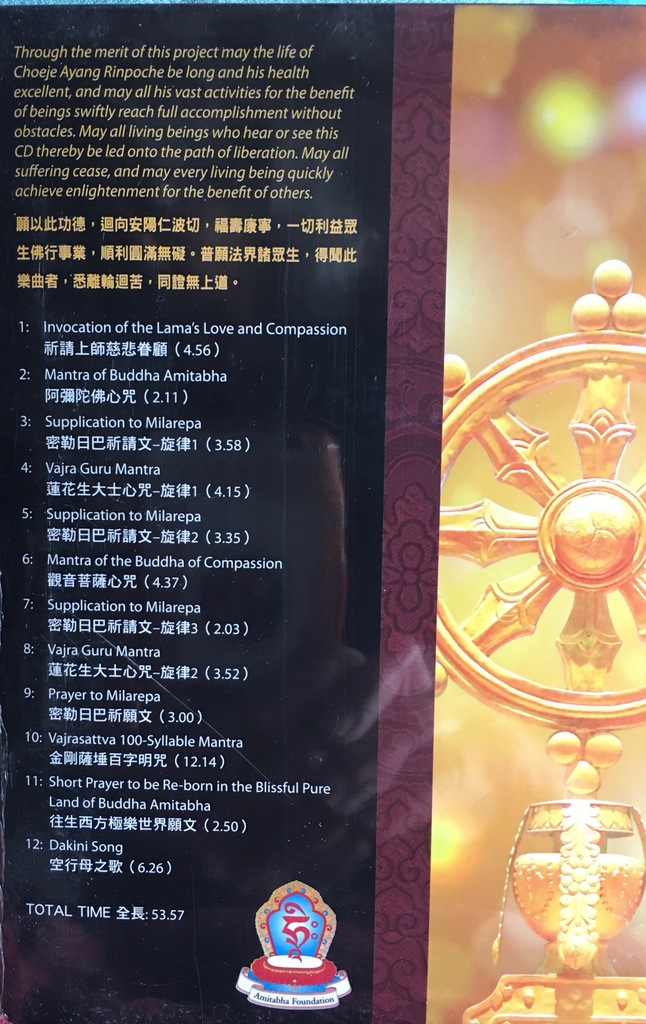 Through the merit of this project may the life of
Choeje Ayang Rinpoche be long and his health
excellent, and may all his vast activities for the benefit
of beings swiftly reach full accomplishment without
obstacles. May all living beings who hear or see this
CD thereby be led onto the path of liberation. May all
suffering cease, and may every living being quickly
achieve enlightenment for the benefit of others.
願以此功德，迴向安陽仁波切，福壽康寧，一切利益眾
生佛行事業，順利圓滿無礙。普願法界諸眾生，得聞此
樂曲者，悉離輪迴苦，同證無上道。
1: Invocation of the Lama's Love and Compassion
祈請上師慈悲眷顧（4.56）
2: Mantra of Buddha Amitabha
阿彌陀佛心咒（2.11）
3: Supplication to Milarepa
密勒日巴祈請文–旋律1（3.58）
4: Vajra Guru Mantra
蓮花生大士心咒–旋律1（4.15）
5: Supplication to Milarepa
密勒日巴祈請文–旋律2（3.35）
6: Mantra of the Buddha of Compassion
觀音菩薩心咒（4.37）
7: Supplication to Milarepa
密勒日巴祈請文–旋律3（2.03）
8: Vajra Guru Mantra
蓮花生大士心咒–旋律2（3.52）
9: Prayer to Milarepa
密勒日巴祈願文（3.00）
10: Vajrasattva 100-Syllable Mantra
金剛薩埵百字明咒（12.14）
11: Short Prayer to be Re-born in the Blissful Pure
Land of Buddha Amitabha
往生西方極樂世界願文（2.50）
12: Dakini Song
空行母之歌（6.26）
TOTAL TIME 全長: 53.57
Amitabha Foundation